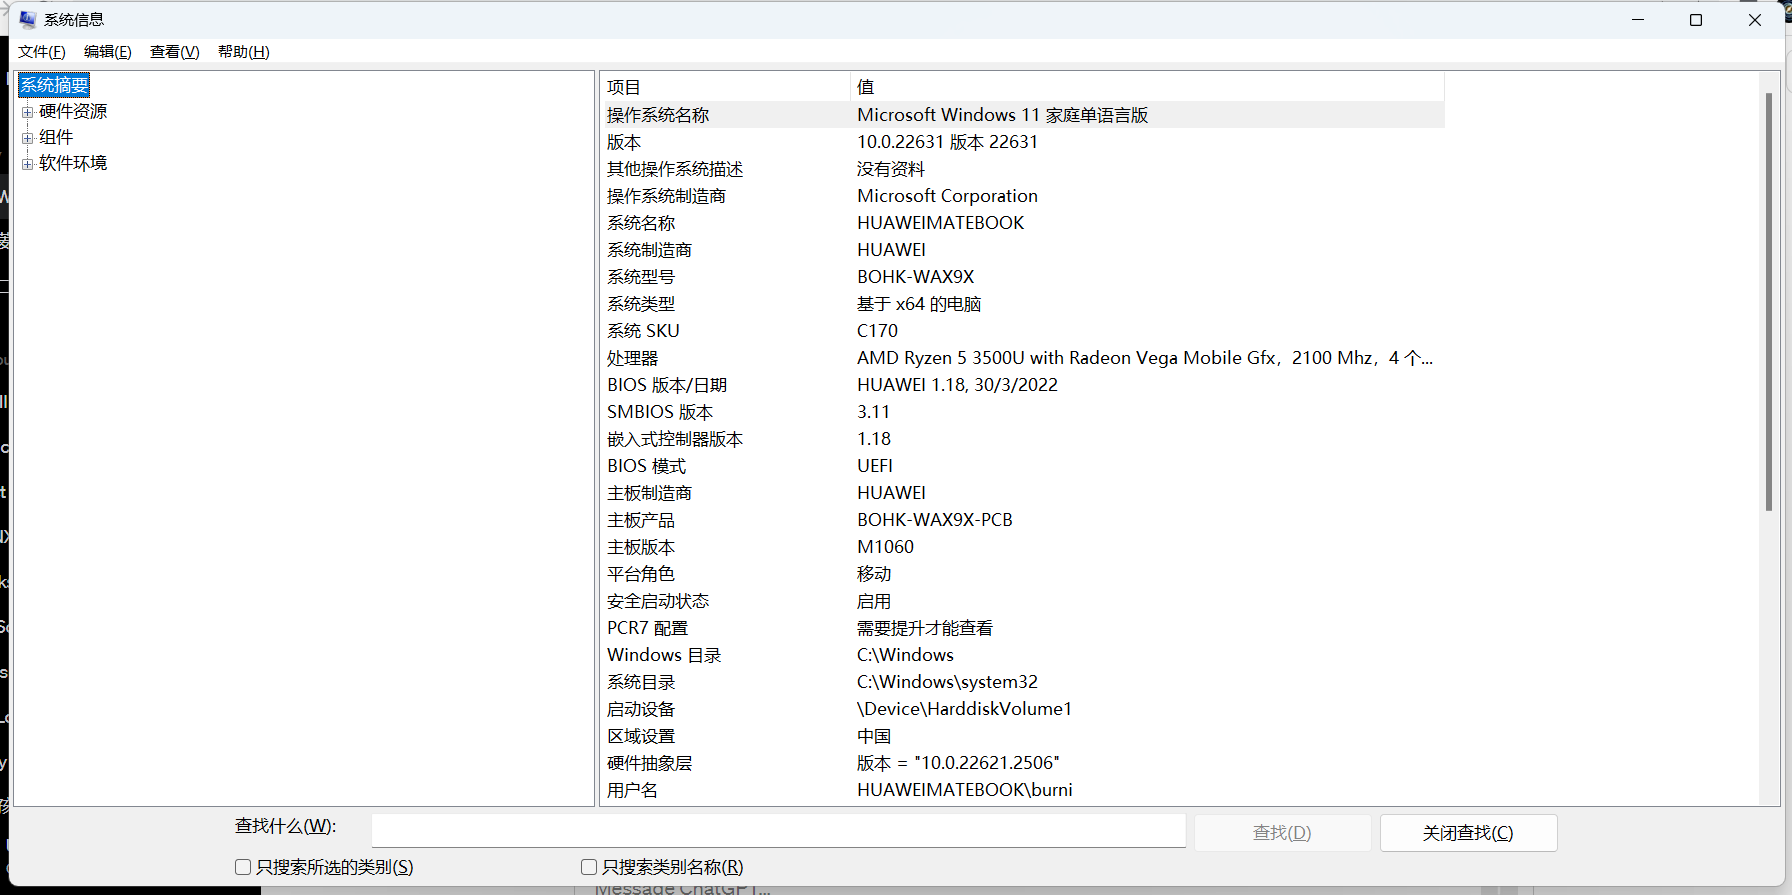 系统信息
文件(F) 编辑(E) 查看(V) 帮助(H)
系统摘要
硬件资源
组件
软件环境
项目 值
操作系统名称 Microsoft Windows 11 家庭单语言版
版本 10.0.22631 版本 22631
其他操作系统描述 没有资料
操作系统制造商 Microsoft Corporation
系统名称 HUAWEIMATEBOOK
系统制造商 HUAWEI
系统型号 BOHK-WAX9X
系统类型 基于 x64 的电脑
系统 SKU C170
处理器 AMD Ryzen 5 3500U with Radeon Vega Mobile Gfx，2100 Mhz，4 个...
BIOS 版本/日期 HUAWEI 1.18, 30/3/2022
SMBIOS 版本 3.11
嵌入式控制器版本 1.18
BIOS 模式 UEFI
主板制造商 HUAWEI
主板产品 BOHK-WAX9X-PCB
主板版本 M1060
平台角色 移动
安全启动状态 启用
PCR7 配置 需要提升才能查看
Windows 目录 C:\Windows
系统目录 C:\Windows\system32
启动设备 \Device\HarddiskVolume1
区域设置 中国
硬件抽象层 版本 = "10.0.22621.2506"
用户名 HUAWEIMATEBOOK\burni
查找什么(W):
查找(D) 关闭查找(C)
只搜索所选的类别(S) 只搜索类别名称(R)
Message ChatGPT...